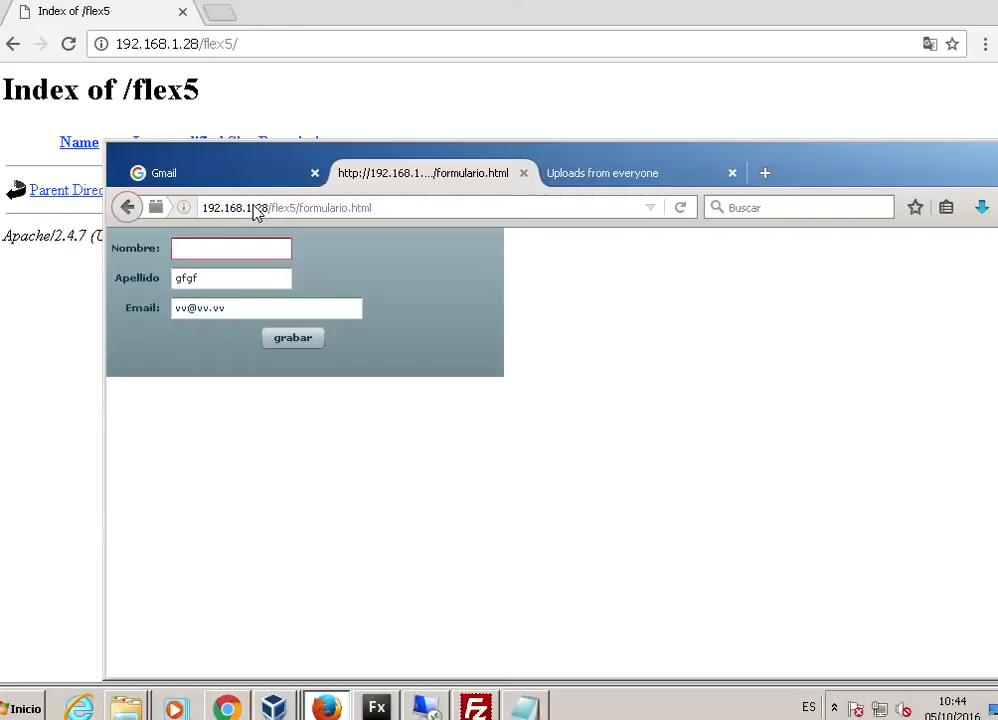 Index of /flex5
192.168.1.28/flex5/
Index of /flex5
Name
Parent Direc
Apache/2.4.7 (U
Gmail
http://192.168.1..../formulario.html
Uploads from everyone
192.168.1.28/flex5/formulario.html
Buscar
Nombre:
Apellido gfgf
Email: vv@vv.vv
grabar
Inicio
Fx
FZ
ES
10:44
05/10/2016